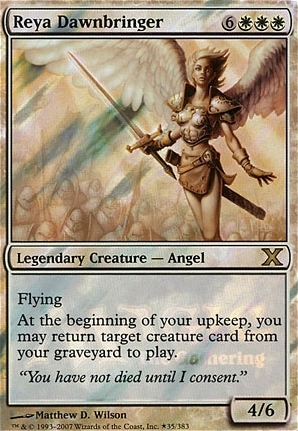 Reya Dawnbringer 6
Legendary Creature — Angel X
Flying
At the beginning of your upkeep, you
may return target creature card from
your graveyard to play.
“You have not died until I consent.”
4/6
Matthew D. Wilson
™ & © 1993–2007 Wizards of the Coast, Inc. ★35/383